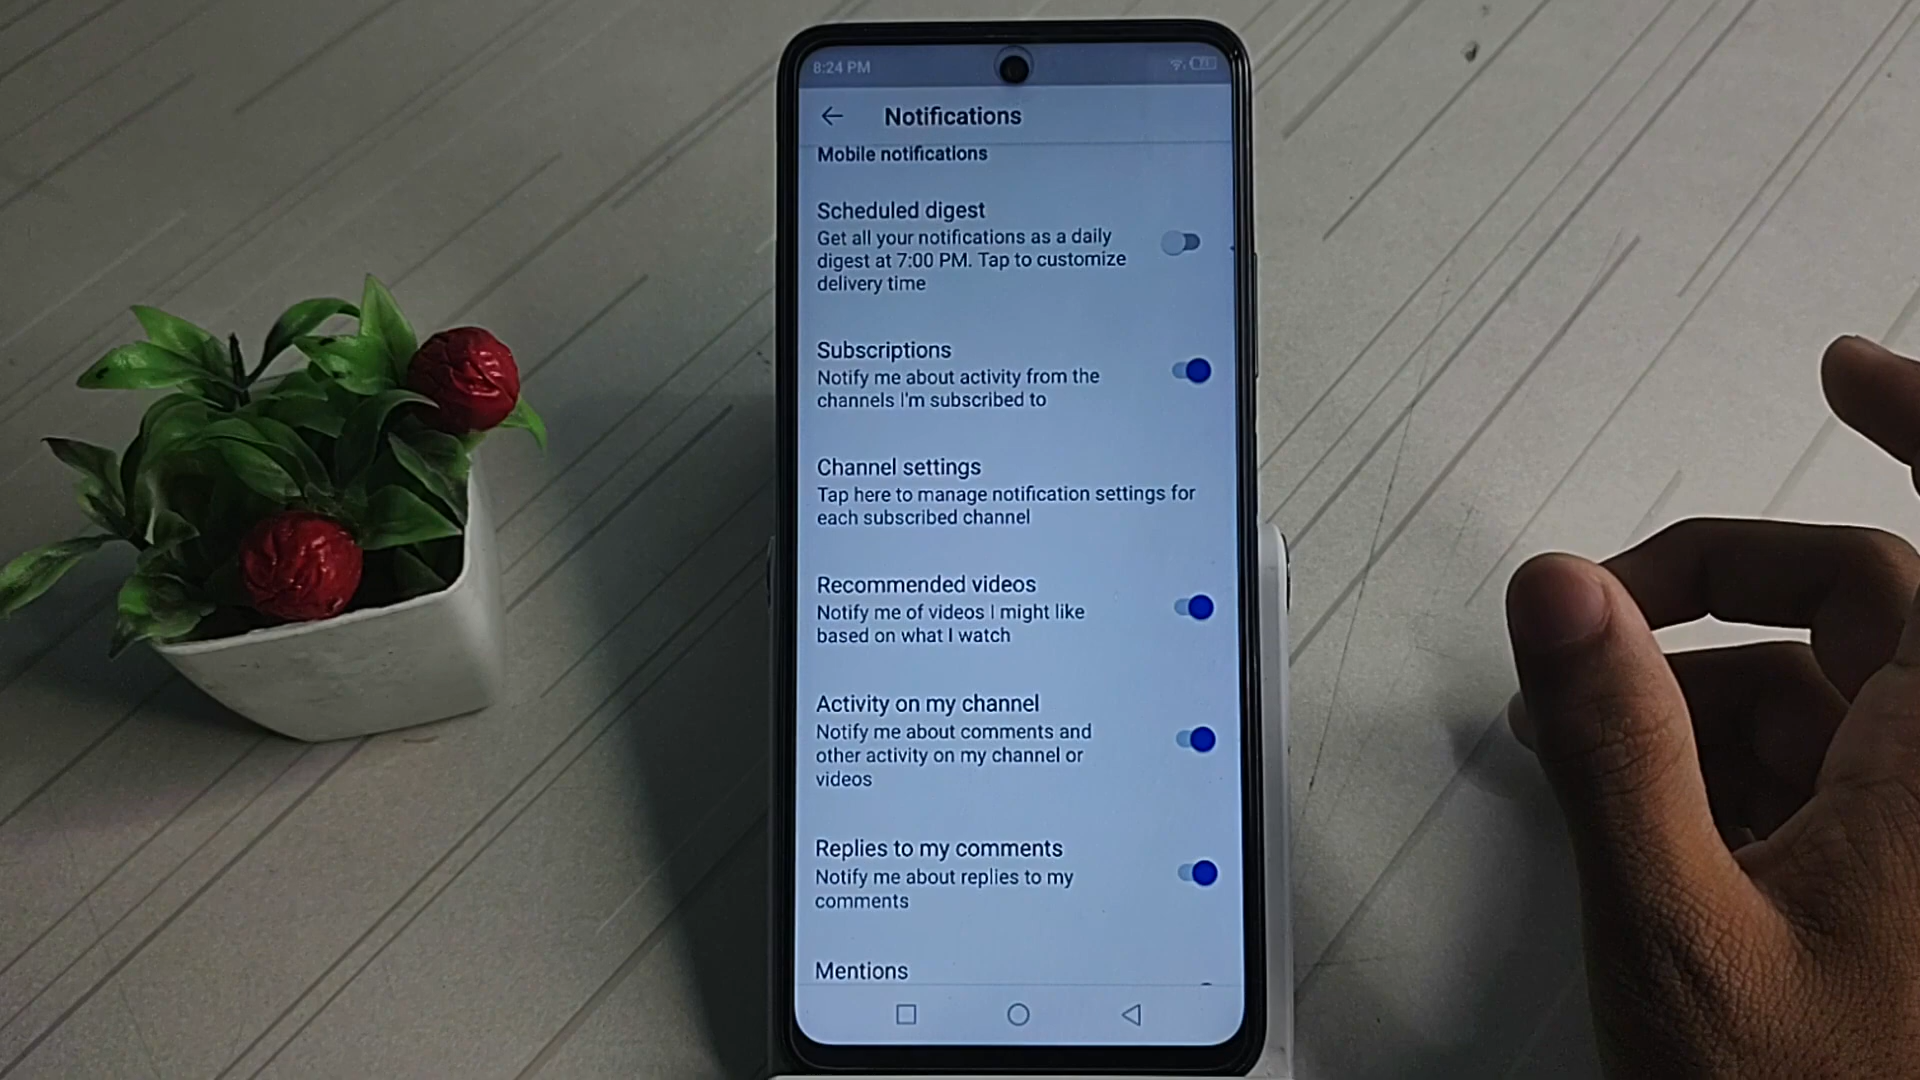 8:24 PM
Notifications
Mobile notifications
Scheduled digest
Get all your notifications as a daily
digest at 7:00 PM. Tap to customize
delivery time
Subscriptions
Notify me about activity from the
channels I'm subscribed to
Channel settings
Tap here to manage notification settings for
each subscribed channel
Recommended videos
Notify me of videos I might like
based on what I watch
Activity on my channel
Notify me about comments and
other activity on my channel or
videos
Replies to my comments
Notify me about replies to my
comments
Mentions